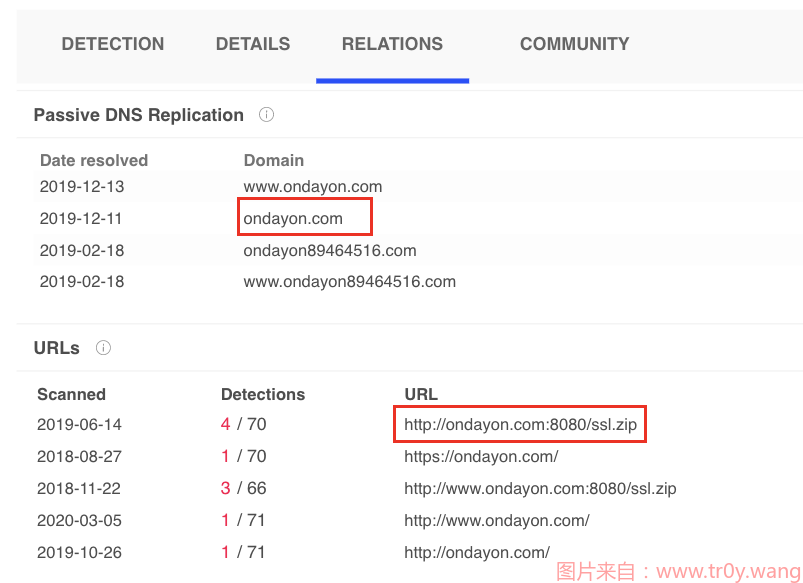 DETECTION DETAILS RELATIONS COMMUNITY
Passive DNS Replication
Date resolved Domain
2019-12-13 www.ondayon.com
2019-12-11 ondayon.com
2019-02-18 ondayon89464516.com
2019-02-18 www.ondayon89464516.com
URLs
Scanned Detections URL
2019-06-14 4 / 70 http://ondayon.com:8080/ssl.zip
2018-08-27 1 / 70 https://ondayon.com/
2018-11-22 3 / 66 http://www.ondayon.com:8080/ssl.zip
2020-03-05 1 / 71 http://www.ondayon.com/
2019-10-26 1 / 71 http://ondayon.com/
图片来自：www.tr0y.wang